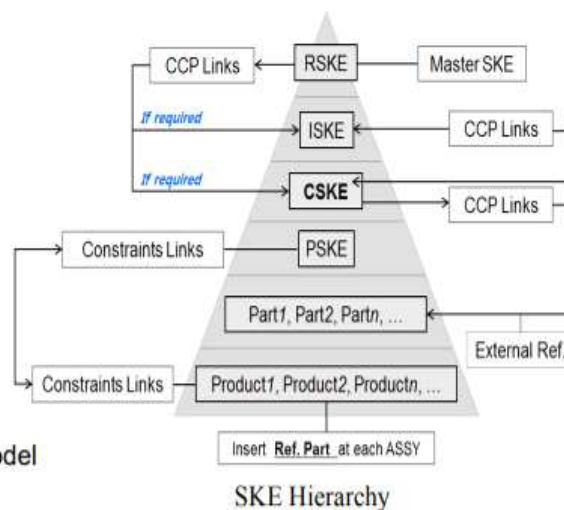 CCP Links
RSKE
Master SKE
If required
ISKE
CCP Links
If required
CSKE
CCP Links
Constraints Links
PSKE
Part1, Part2, Partn, ...
External Ref.
Constraints Links
Product1, Product2, Productn, ...
Insert Ref. Part at each ASSY
SKE Hierarchy